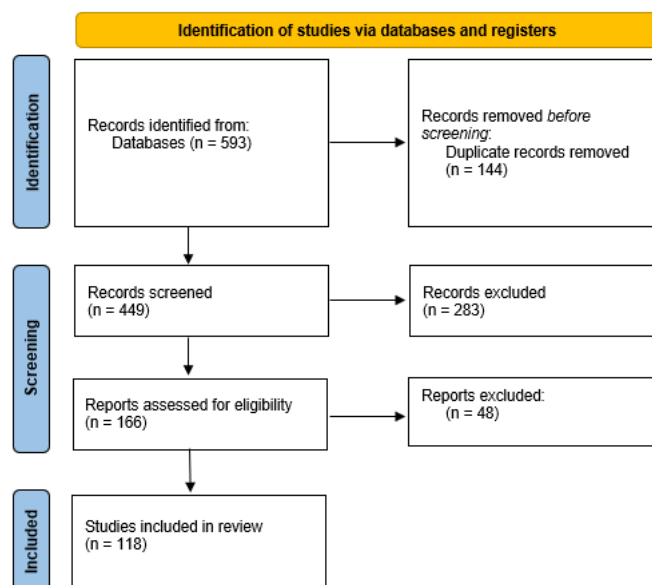 Identification of studies via databases and registers
Identification
Records identified from:
Databases (n = 593)
Records removed before
screening:
Duplicate records removed
(n = 144)
Screening
Records screened
(n = 449)
Records excluded
(n = 283)
Reports assessed for eligibility
(n = 166)
Reports excluded:
(n = 48)
Included
Studies included in review
(n = 118)